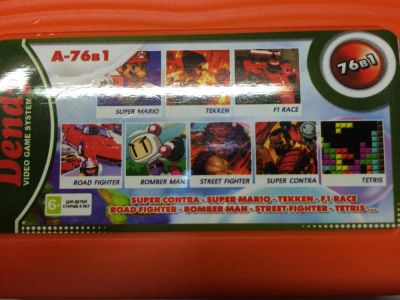 A-76в1
76в1
SUPER MARIO
TEKKEN
F1 RACE
ROAD FIGHTER
BOMBER MAN
STREET FIGHTER
SUPER CONTRA
TETRIS
Dend
VIDEO GAME SYSTEM
6+
ДЛЯ ДЕТЕЙ
СТАРШЕ 6 ЛЕТ
SUPER CONTRA - SUPER MARIO - TEKKEN - F1 RACE
ROAD FIGHTER - BOMBER MAN - STREET FIGHTER - TETRIS ...